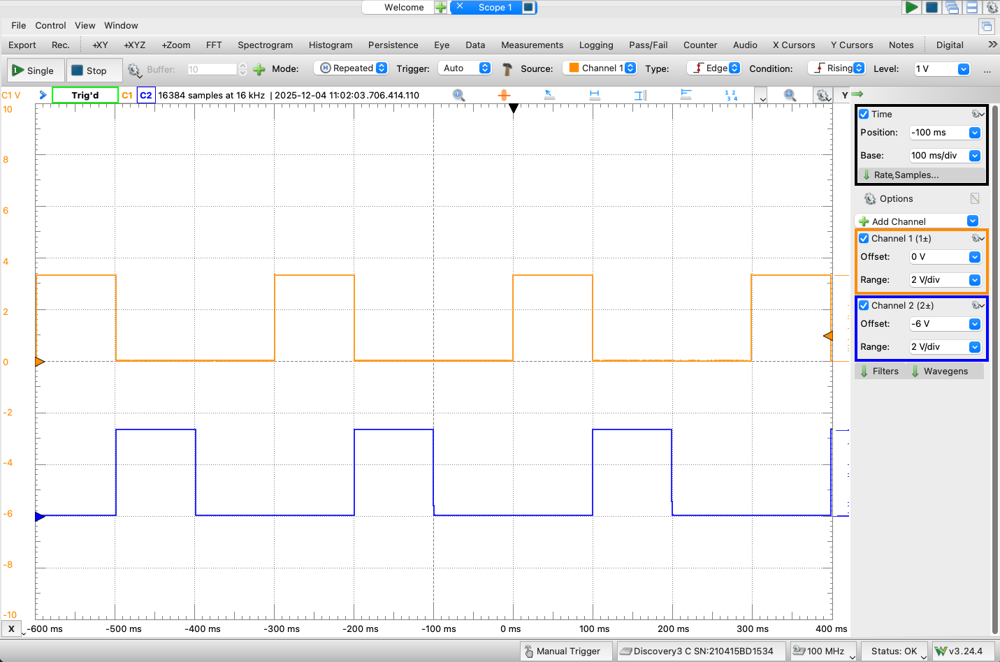 Welcome Scope 1
File Control View Window
Export Rec. +XY +XYZ +Zoom FFT Spectrogram Histogram Persistence Eye Data Measurements Logging Pass/Fail Counter Audio X Cursors Y Cursors Notes Digital
1 Single Stop Buffer: 10 Mode: Repeated Trigger: Auto Source: Channel 1 Type: Edge Condition: Rising Level: 1 V ...
C1 V Trig'd C1 C2 16384 samples at 16 kHz | 2025-12-04 11:02:03.706.414.110 Y
10
8
6
4
2
0
-2
-4
-6
-8
-10
X -600 ms -500 ms -400 ms -300 ms -200 ms -100 ms 0 ms 100 ms 200 ms 300 ms 400 ms
Time
Position: -100 ms
Base: 100 ms/div
Rate,Samples...
Options
Add Channel
Channel 1 (1±)
Offset: 0 V
Range: 2 V/div
Channel 2 (2±)
Offset: -6 V
Range: 2 V/div
Filters Wavegens
Manual Trigger Discovery3 C SN:210415BD1534 100 MHz Status: OK v3.24.4